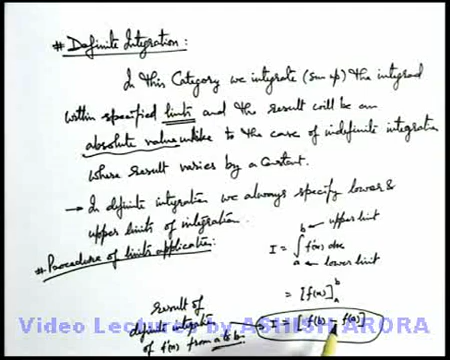 # Definite Integration :
In this Category we integrate (sum up) the integrad
within specified limits and the result will be an
absolute value unlike to the case of indefinite integration
where result varies by a Constant.
→ In definite integration we always specify lower &
upper limits of integration.
# Procedure of limits application :
b ← upper limit
I = ∫ f(x) dx
a ← lower limit
= [f(x)]ₐᵇ
Result of
definite integration
of f(x) from a to b.
⇒ I = [f(b) - f(a)]
Video Lectures by ASHISH ARORA